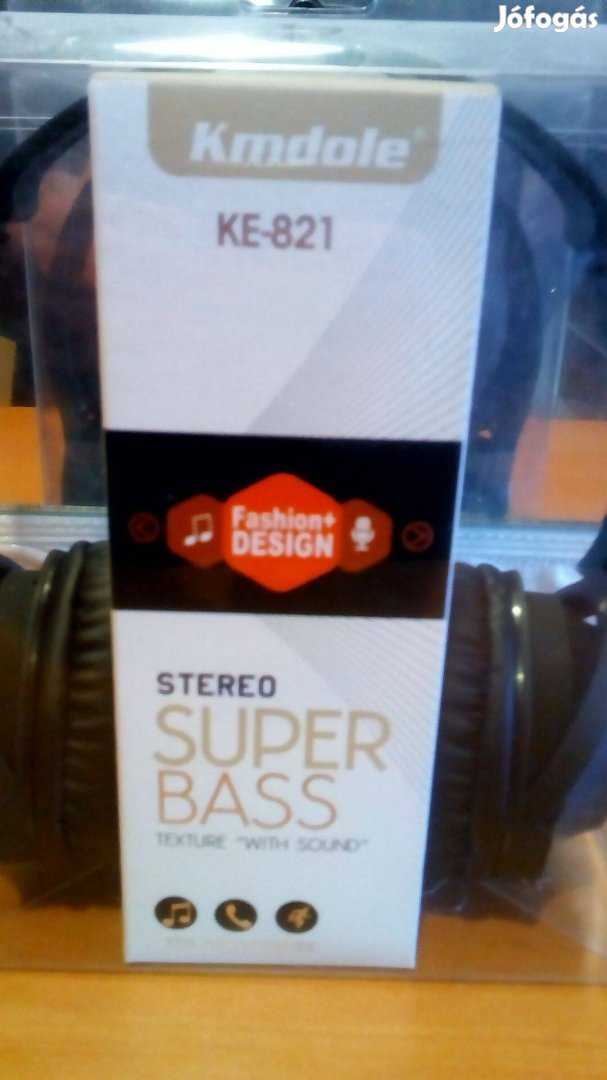 Jófogás
Kmdole®
KE-821
Fashion+
DESIGN
STEREO
SUPER
BASS
TEXTURE "WITH SOUND"